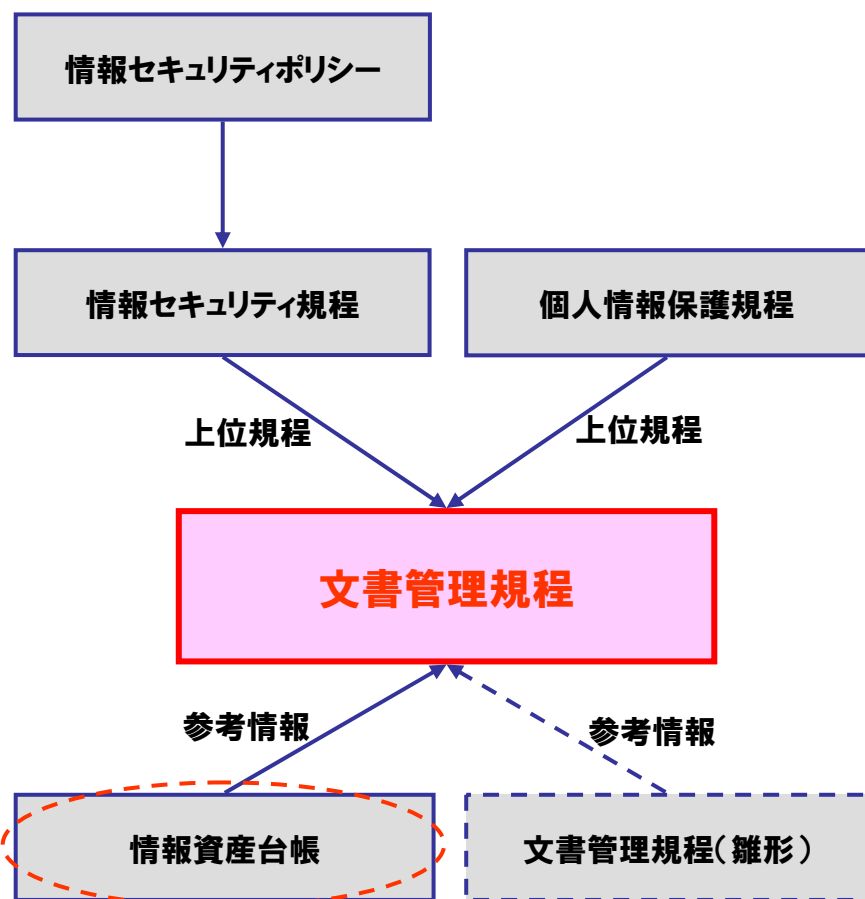 情報セキュリティポリシー
情報セキュリティ規程
個人情報保護規程
上位規程
上位規程
文書管理規程
参考情報
参考情報
情報資産台帳
文書管理規程（雛形）